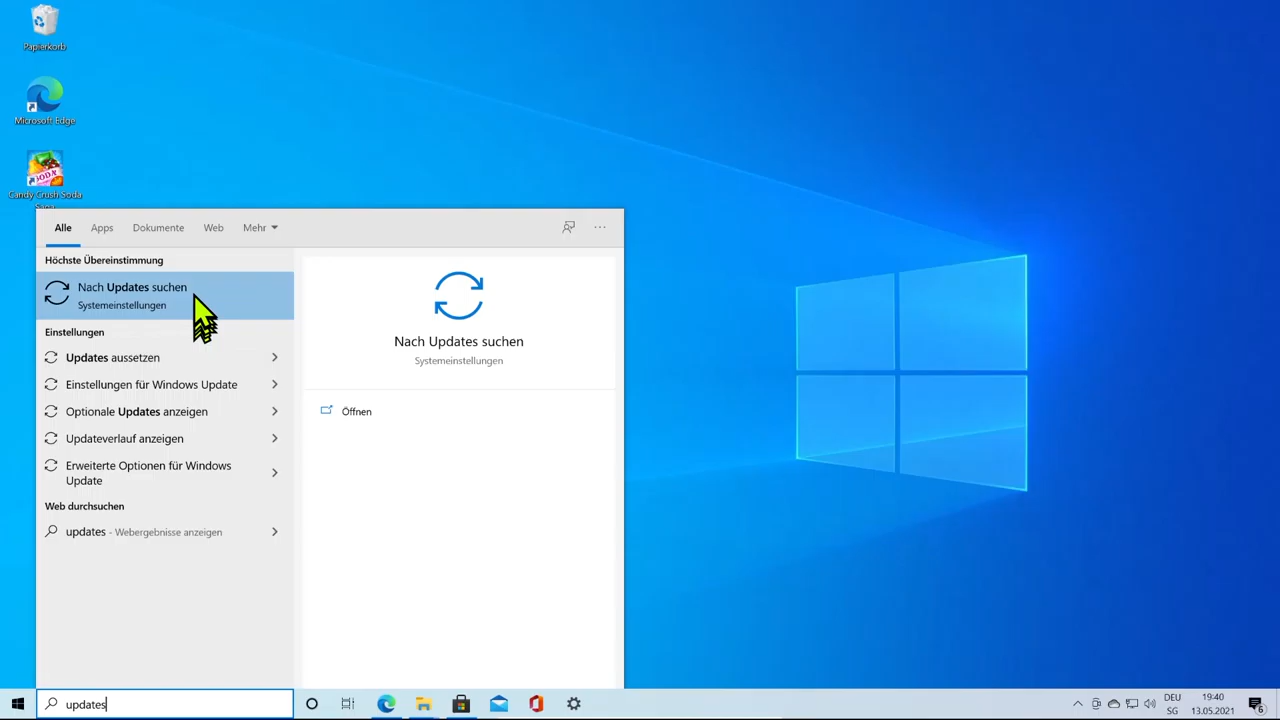 Papierkorb
Microsoft Edge
SODA
Candy Crush Soda
Saga
Alle Apps Dokumente Web Mehr
Höchste Übereinstimmung
Nach Updates suchen
Systemeinstellungen
Einstellungen
Updates aussetzen
Einstellungen für Windows Update
Optionale Updates anzeigen
Updateverlauf anzeigen
Erweiterte Optionen für Windows
Update
Web durchsuchen
updates - Webergebnisse anzeigen
Nach Updates suchen
Systemeinstellungen
Öffnen
updates
DEU
SG
19:40
13.05.2021
6